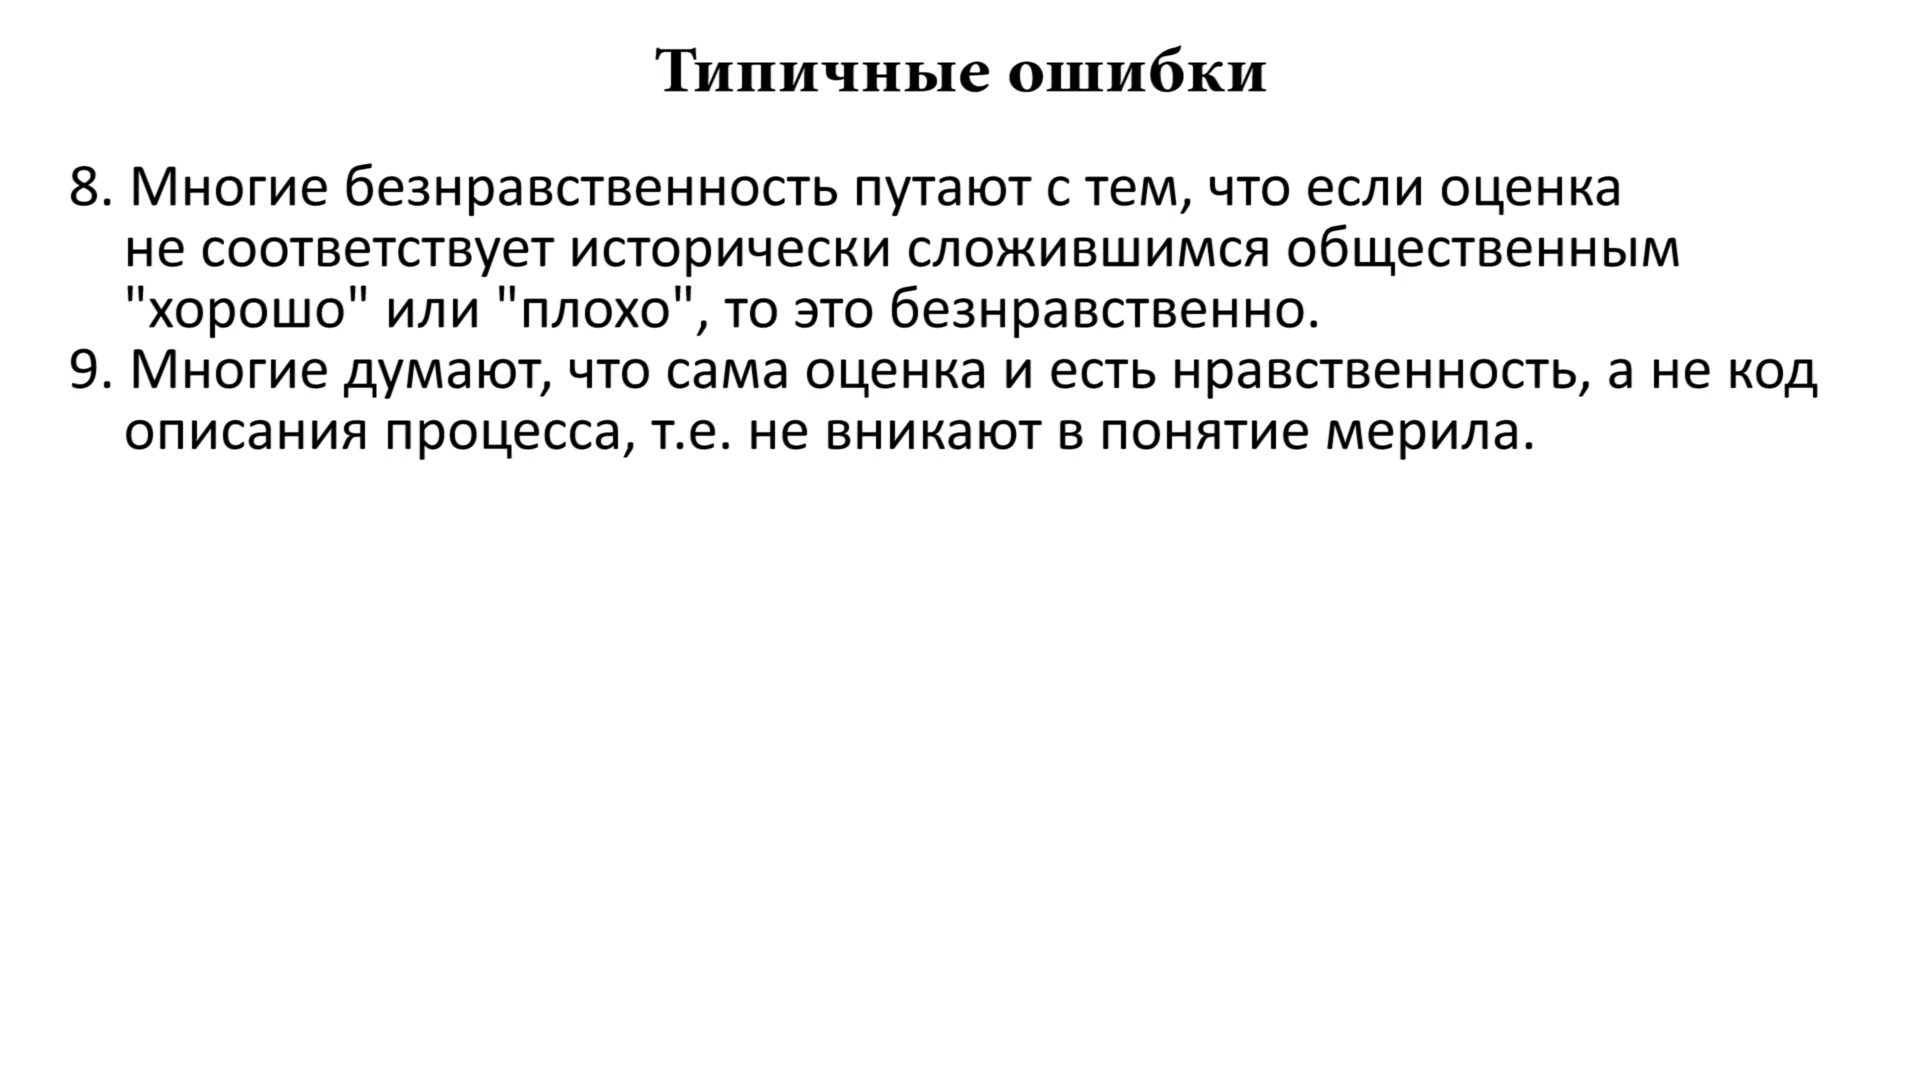 Типичные ошибки
8. Многие безнравственность путают с тем, что если оценка
не соответствует исторически сложившимся общественным
"хорошо" или "плохо", то это безнравственно.
9. Многие думают, что сама оценка и есть нравственность, а не код
описания процесса, т.е. не вникают в понятие мерила.